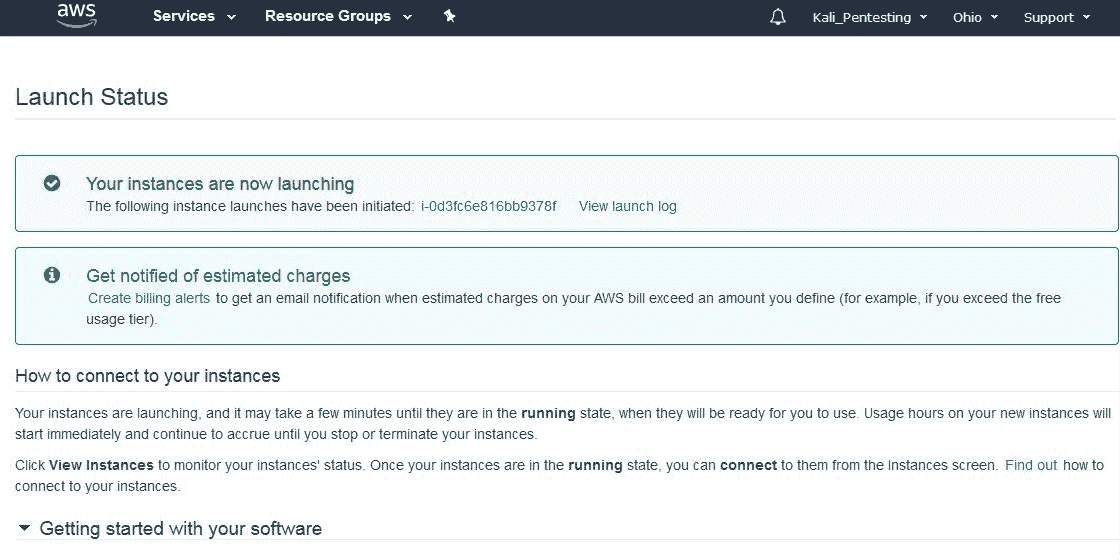 aws Services Resource Groups Kali_Pentesting Ohio Support
Launch Status
Your instances are now launching
The following instance launches have been initiated: i-0d3fc6e816bb9378f View launch log
Get notified of estimated charges
Create billing alerts to get an email notification when estimated charges on your AWS bill exceed an amount you define (for example, if you exceed the free
usage tier).
How to connect to your instances
Your instances are launching, and it may take a few minutes until they are in the running state, when they will be ready for you to use. Usage hours on your new instances will
start immediately and continue to accrue until you stop or terminate your instances.
Click View Instances to monitor your instances' status. Once your instances are in the running state, you can connect to them from the Instances screen. Find out how to
connect to your instances.
Getting started with your software